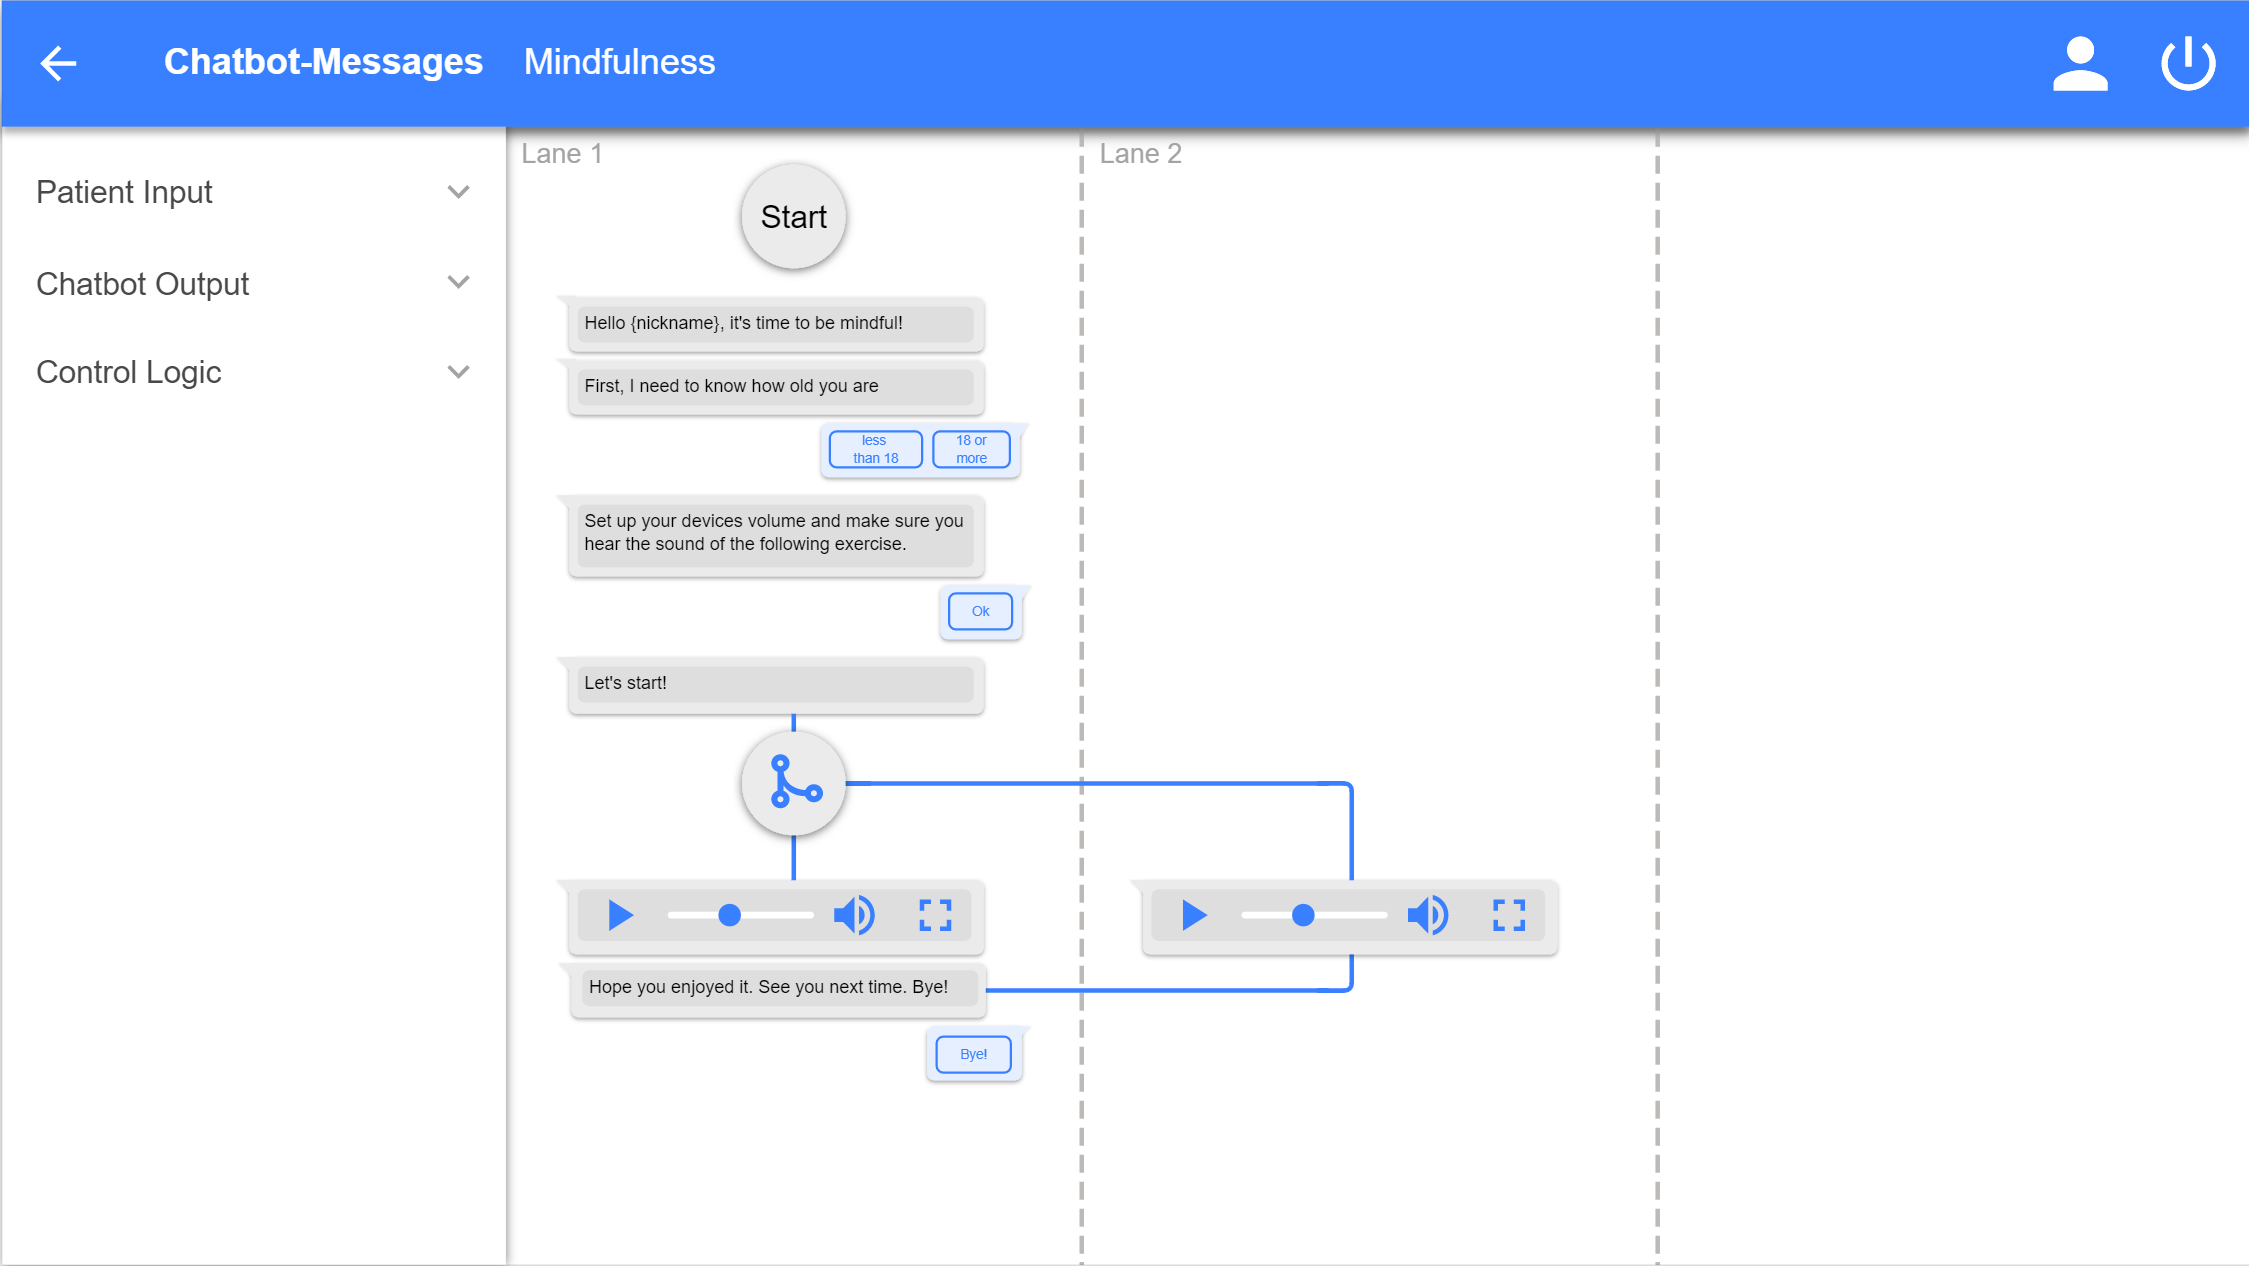 Chatbot-Messages Mindfulness
Patient Input
Chatbot Output
Control Logic
Lane 1
Lane 2
Start
Hello {nickname}, it's time to be mindful!
First, I need to know how old you are
less
than 18
18 or
more
Set up your devices volume and make sure you
hear the sound of the following exercise.
Ok
Let's start!
Hope you enjoyed it. See you next time. Bye!
Bye!